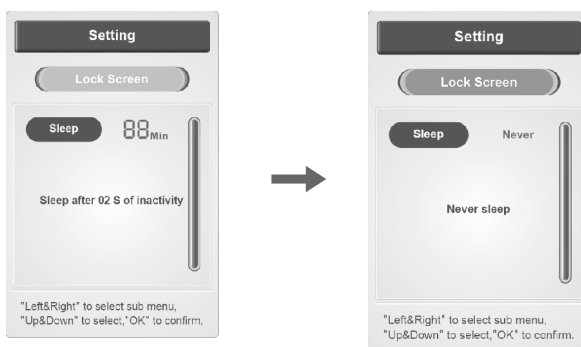 Setting
Lock Screen
Sleep 88 Min
Sleep after 02 S of inactivity
"Left&Right" to select sub menu,
"Up&Down" to select,"OK" to confirm.
Setting
Lock Screen
Sleep Never
Never sleep
"Left&Right" to select sub menu,
"Up&Down" to select,"OK" to confirm.